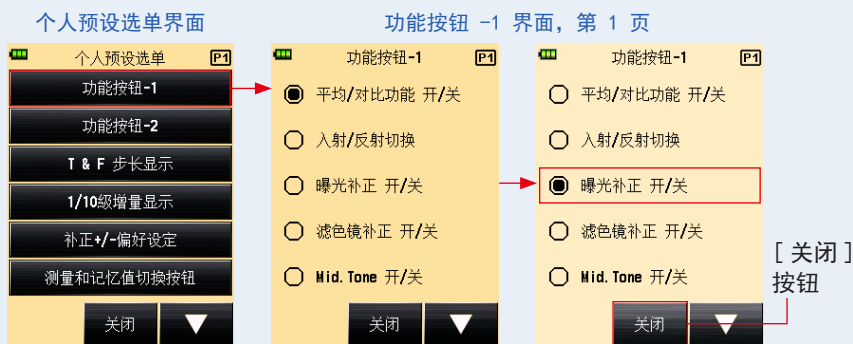 个人预设选单界面
功能按钮 -1 界面，第 1 页
个人预设选单 P1
功能按钮-1
功能按钮-2
T & F 步长显示
1/10级增量显示
补正+/-偏好设定
测量和记忆值切换按钮
关闭
功能按钮-1 P1
平均/对比功能 开/关
入射/反射切换
曝光补正 开/关
滤色镜补正 开/关
Mid. Tone 开/关
关闭
功能按钮-1 P1
平均/对比功能 开/关
入射/反射切换
曝光补正 开/关
滤色镜补正 开/关
Mid. Tone 开/关
关闭
[ 关闭 ]
按钮